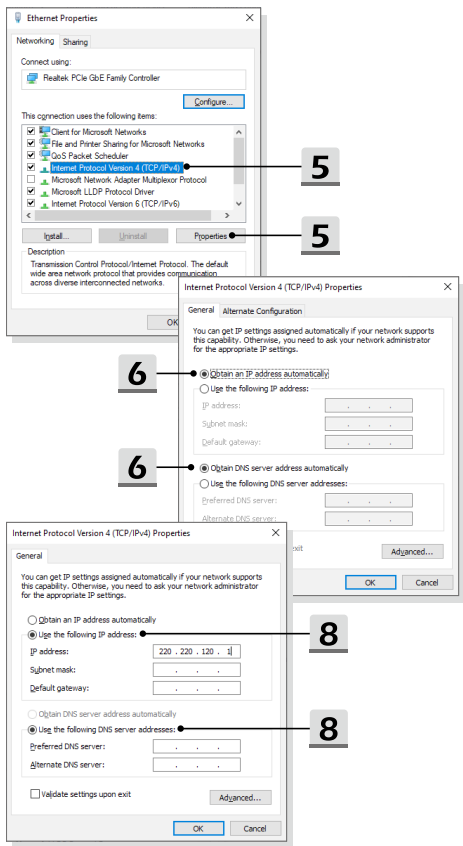 Ethernet Properties
Networking
Sharing
Connect using:
Realtek PCIe GbE Family Controller
Configure...
This connection uses the following items:
Client for Microsoft Networks
File and Printer Sharing for Microsoft Networks
QoS Packet Scheduler
Internet Protocol Version 4 (TCP/IPv4)
Microsoft Network Adapter Multiplexor Protocol
Microsoft LLDP Protocol Driver
Internet Protocol Version 6 (TCP/IPv6)
5
Install...
Uninstall
Properties
5
Description
Transmission Control Protocol/Internet Protocol. The default
wide area network protocol that provides communication
across diverse interconnected networks.
OK
Internet Protocol Version 4 (TCP/IPv4) Properties
General
Alternate Configuration
You can get IP settings assigned automatically if your network supports
this capability. Otherwise, you need to ask your network administrator
for the appropriate IP settings.
6
Obtain an IP address automatically
Use the following IP address:
IP address:
Subnet mask:
Default gateway:
6
Obtain DNS server address automatically
Use the following DNS server addresses:
Preferred DNS server:
Alternate DNS server:
exit
Advanced...
OK
Cancel
Internet Protocol Version 4 (TCP/IPv4) Properties
General
You can get IP settings assigned automatically if your network supports
this capability. Otherwise, you need to ask your network administrator
for the appropriate IP settings.
Obtain an IP address automatically
Use the following IP address:
8
IP address:
220 . 220 . 120 . 1
Subnet mask:
Default gateway:
Obtain DNS server address automatically
Use the following DNS server addresses:
8
Preferred DNS server:
Alternate DNS server:
Validate settings upon exit
Advanced...
OK
Cancel